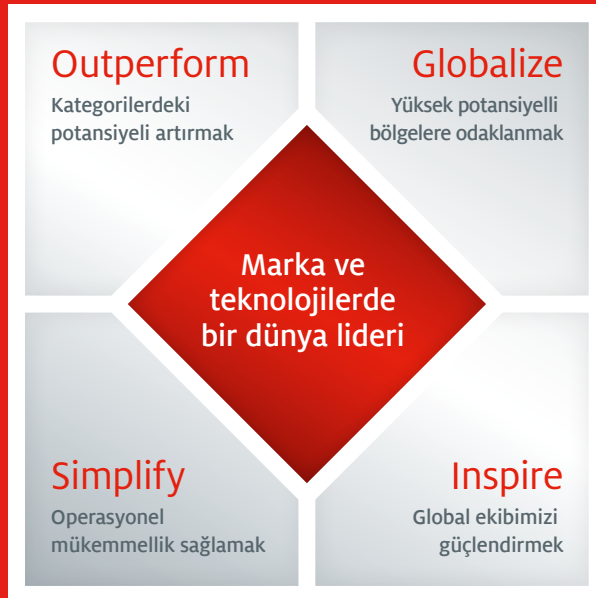 Outperform
Kategorilerdeki
potansiyeli artırmak
Globalize
Yüksek potansiyelli
bölgelere odaklanmak
Marka ve
teknolojilerde
bir dünya lideri
Simplify
Operasyonel
mükemmellik sağlamak
Inspire
Global ekibimizi
güçlendirmek